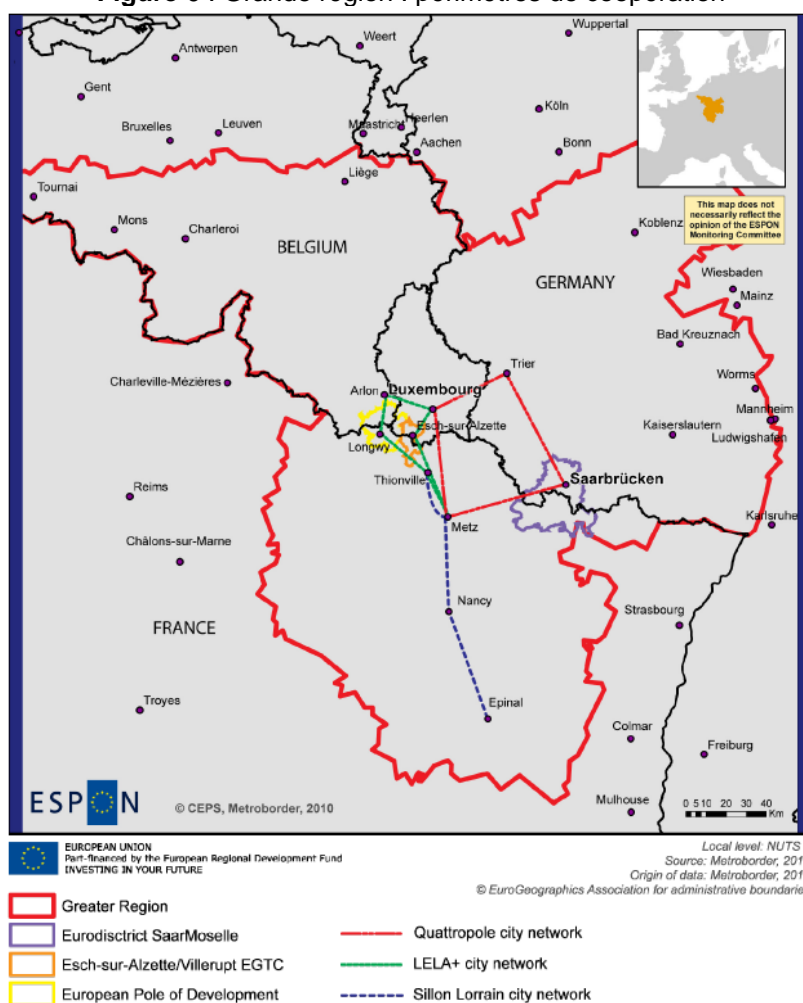 Wuppertal
Weert
Antwerpen
Gent
Köln
Heerlen
Maastricht
Bruxelles
Leuven
Aachen
Bonn
Liège
Tournai
This map does not
necessarily reflect the
opinion of the ESPON
Monitoring Committee
Mons
Charleroi
Koblenz
BELGIUM
GERMANY
Wiesbaden
Mainz
Bad Kreuznach
Trier
Charleville-Mézières
Arlon
Duxembourg
Worms
Mannheim
Esch-sur-Alzette
Kaiserslautern
Ludwigshafen
Longwy
Thionville
Saarbrücken
Reims
Metz
Karlsruhe
Châlons-sur-Marne
Nancy
Strasbourg
FRANCE
Troyes
Epinal
Colmar
Freiburg
Mulhouse
0 5 10 20 30 40
Km
ESPON
© CEPS, Metroborder, 2010
EUROPEAN UNION
Part-financed by the European Regional Development Fund
INVESTING IN YOUR FUTURE
Local level: NUTS
Source: Metroborder, 201
Origin of data: Metroborder, 201
© EuroGeographics Association for administrative boundarie
Greater Region
Eurodisctrict SaarMoselle
Esch-sur-Alzette/Villerupt EGTC
European Pole of Development
Quattropole city network
LELA+ city network
Sillon Lorrain city network